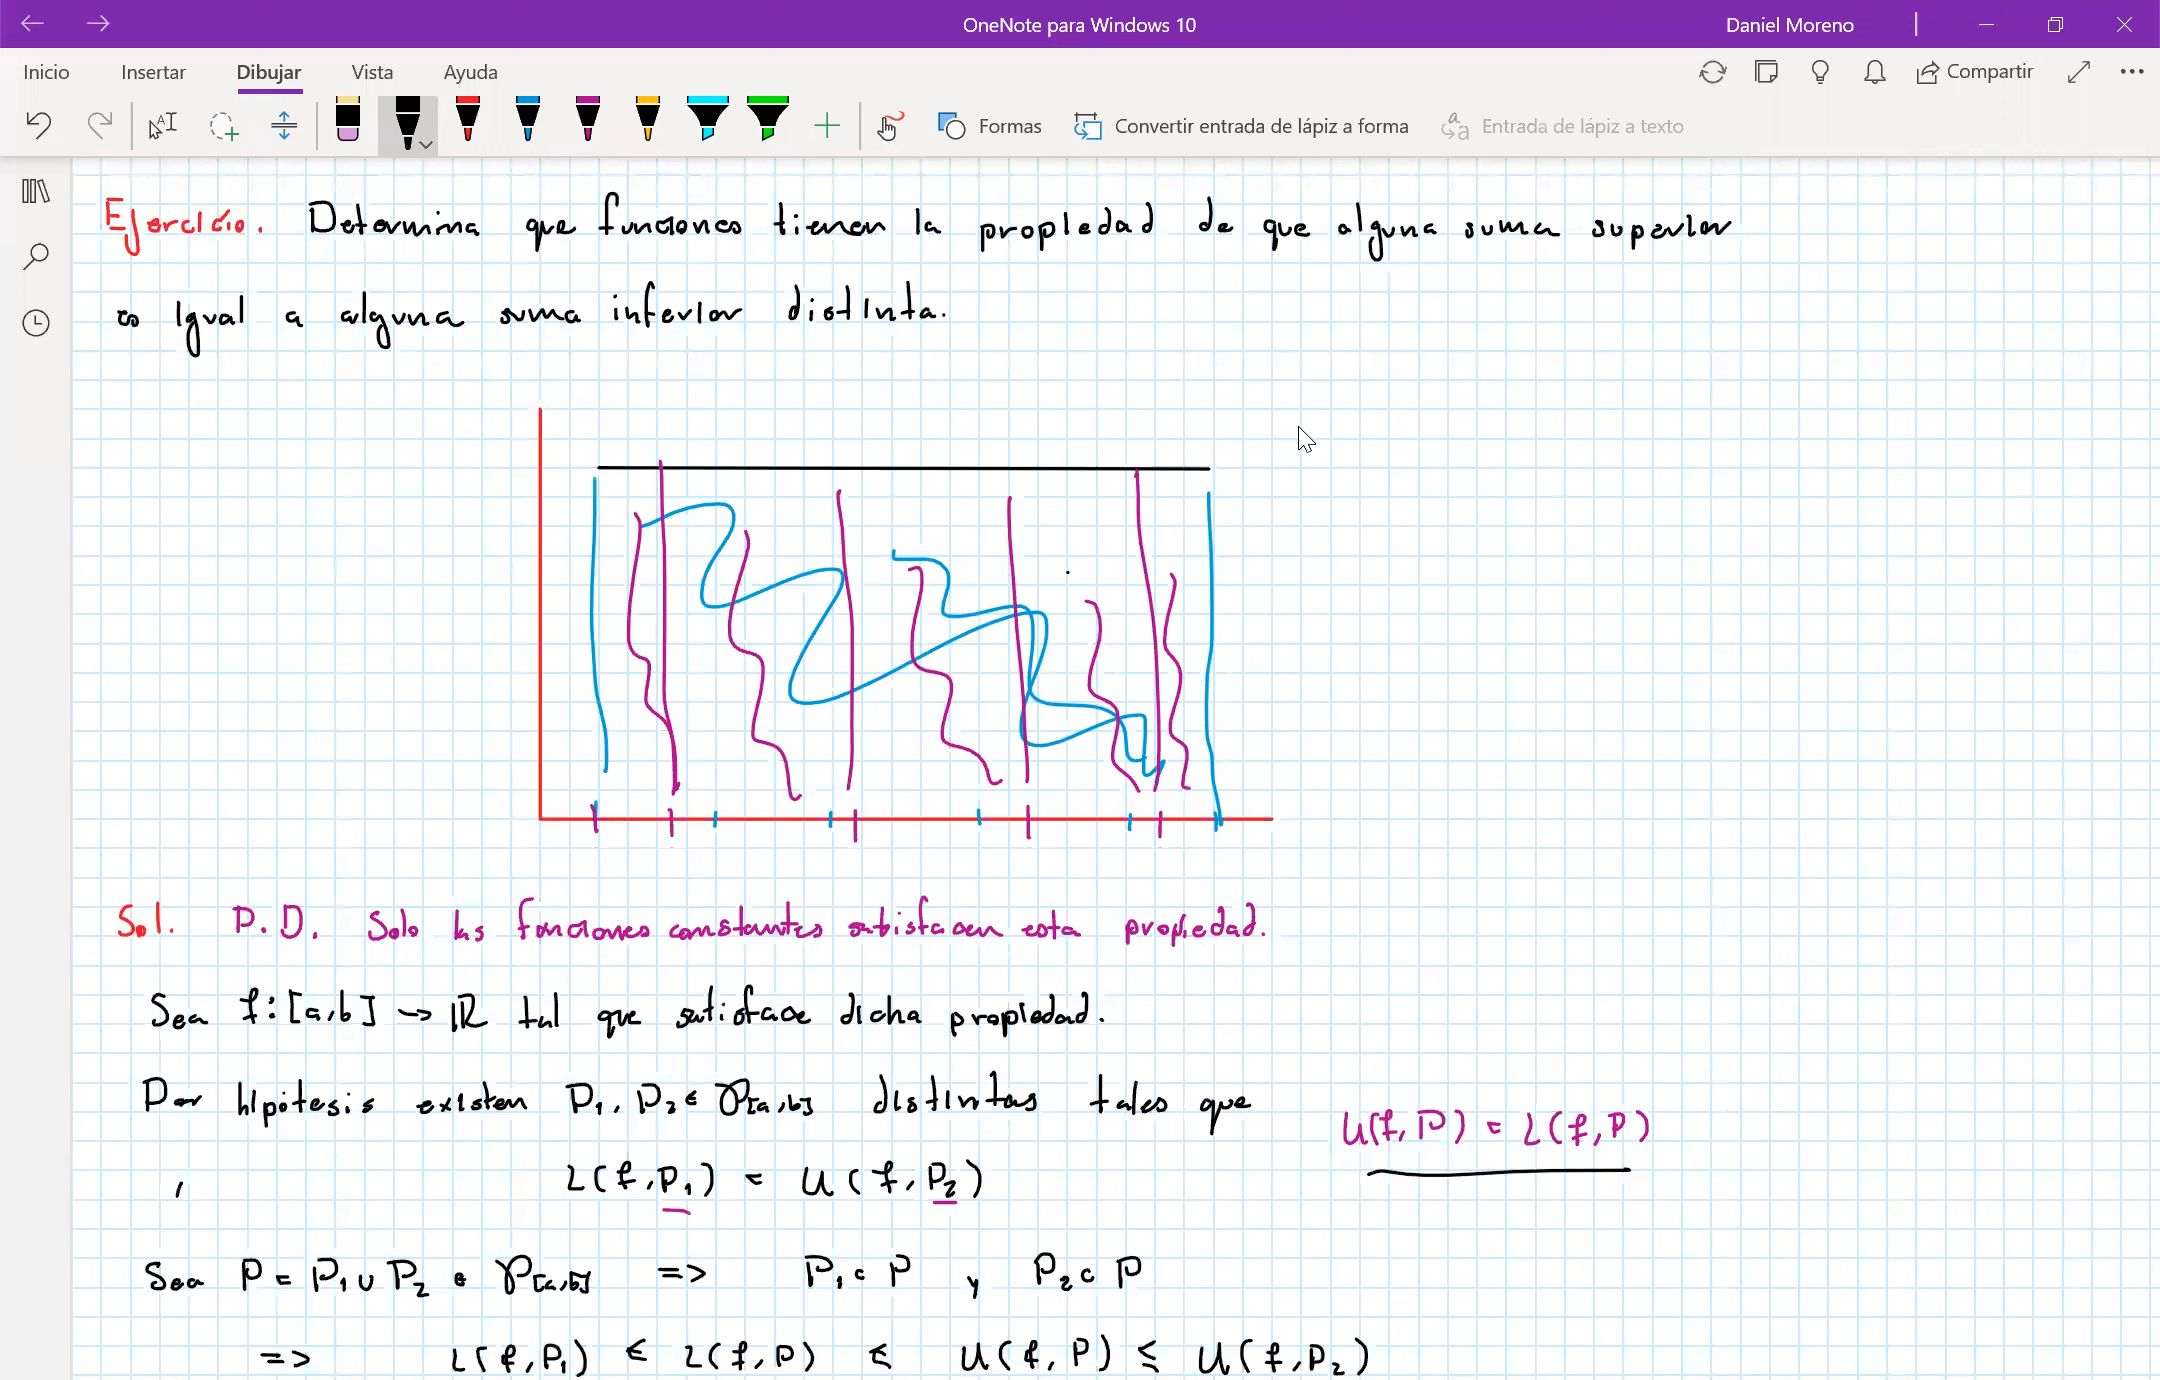 OneNote para Windows 10
Daniel Moreno
Inicio Insertar Dibujar Vista Ayuda
Compartir
Formas Convertir entrada de lápiz a forma Entrada de lápiz a texto
Ejercicio. Determina que funciones tienen la propiedad de que alguna suma superior
es igual a alguna suma inferior distinta.
Sol. P.D. Solo las funciones constantes satisfacen esta propiedad.
Sea f:[a,b] → ℝ tal que satisface dicha propiedad.
Por hipótesis existen P₁, P₂ ∈ 𝒫[a,b] distintas tales que
U(f,P) = L(f,P)
L(f,P₁) = U(f,P₂)
Sea P = P₁ ∪ P₂ ∈ 𝒫[a,b] => P₁ ⊂ P y P₂ ⊂ P
=> L(f,P₁) ≤ L(f,P) ≤ U(f,P) ≤ U(f,P₂)